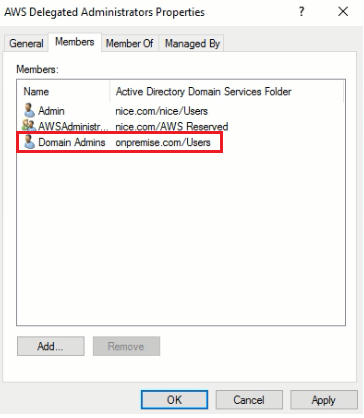 AWS Delegated Administrators Properties ? ×
General Members Member Of Managed By
Members:
Name Active Directory Domain Services Folder
Admin nice.com/nice/Users
AWSAdministr... nice.com/AWS Reserved
Domain Admins onpremise.com/Users
Add... Remove
OK Cancel Apply